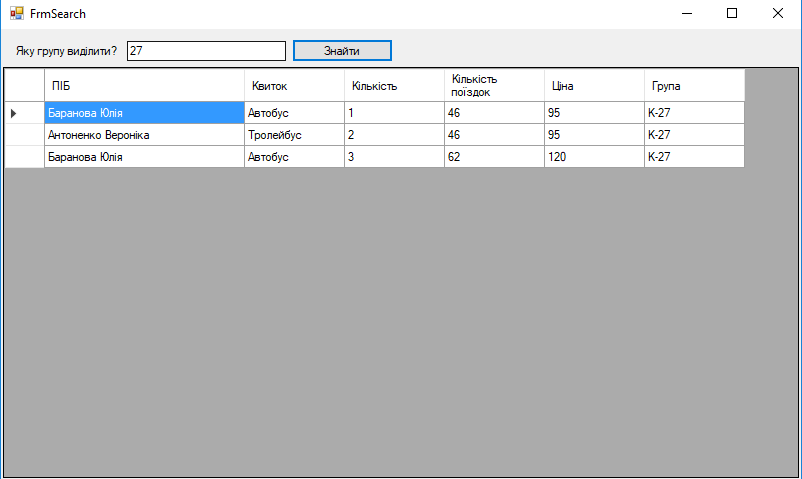 FrmSearch
Яку групу виділити? 27 Знайти
ПІБ Квиток Кількість Кількість поїздок Ціна Група
Баранова Юлія Автобус 1 46 95 К-27
Антоненко Вероніка Тролейбус 2 46 95 К-27
Баранова Юлія Автобус 3 62 120 К-27